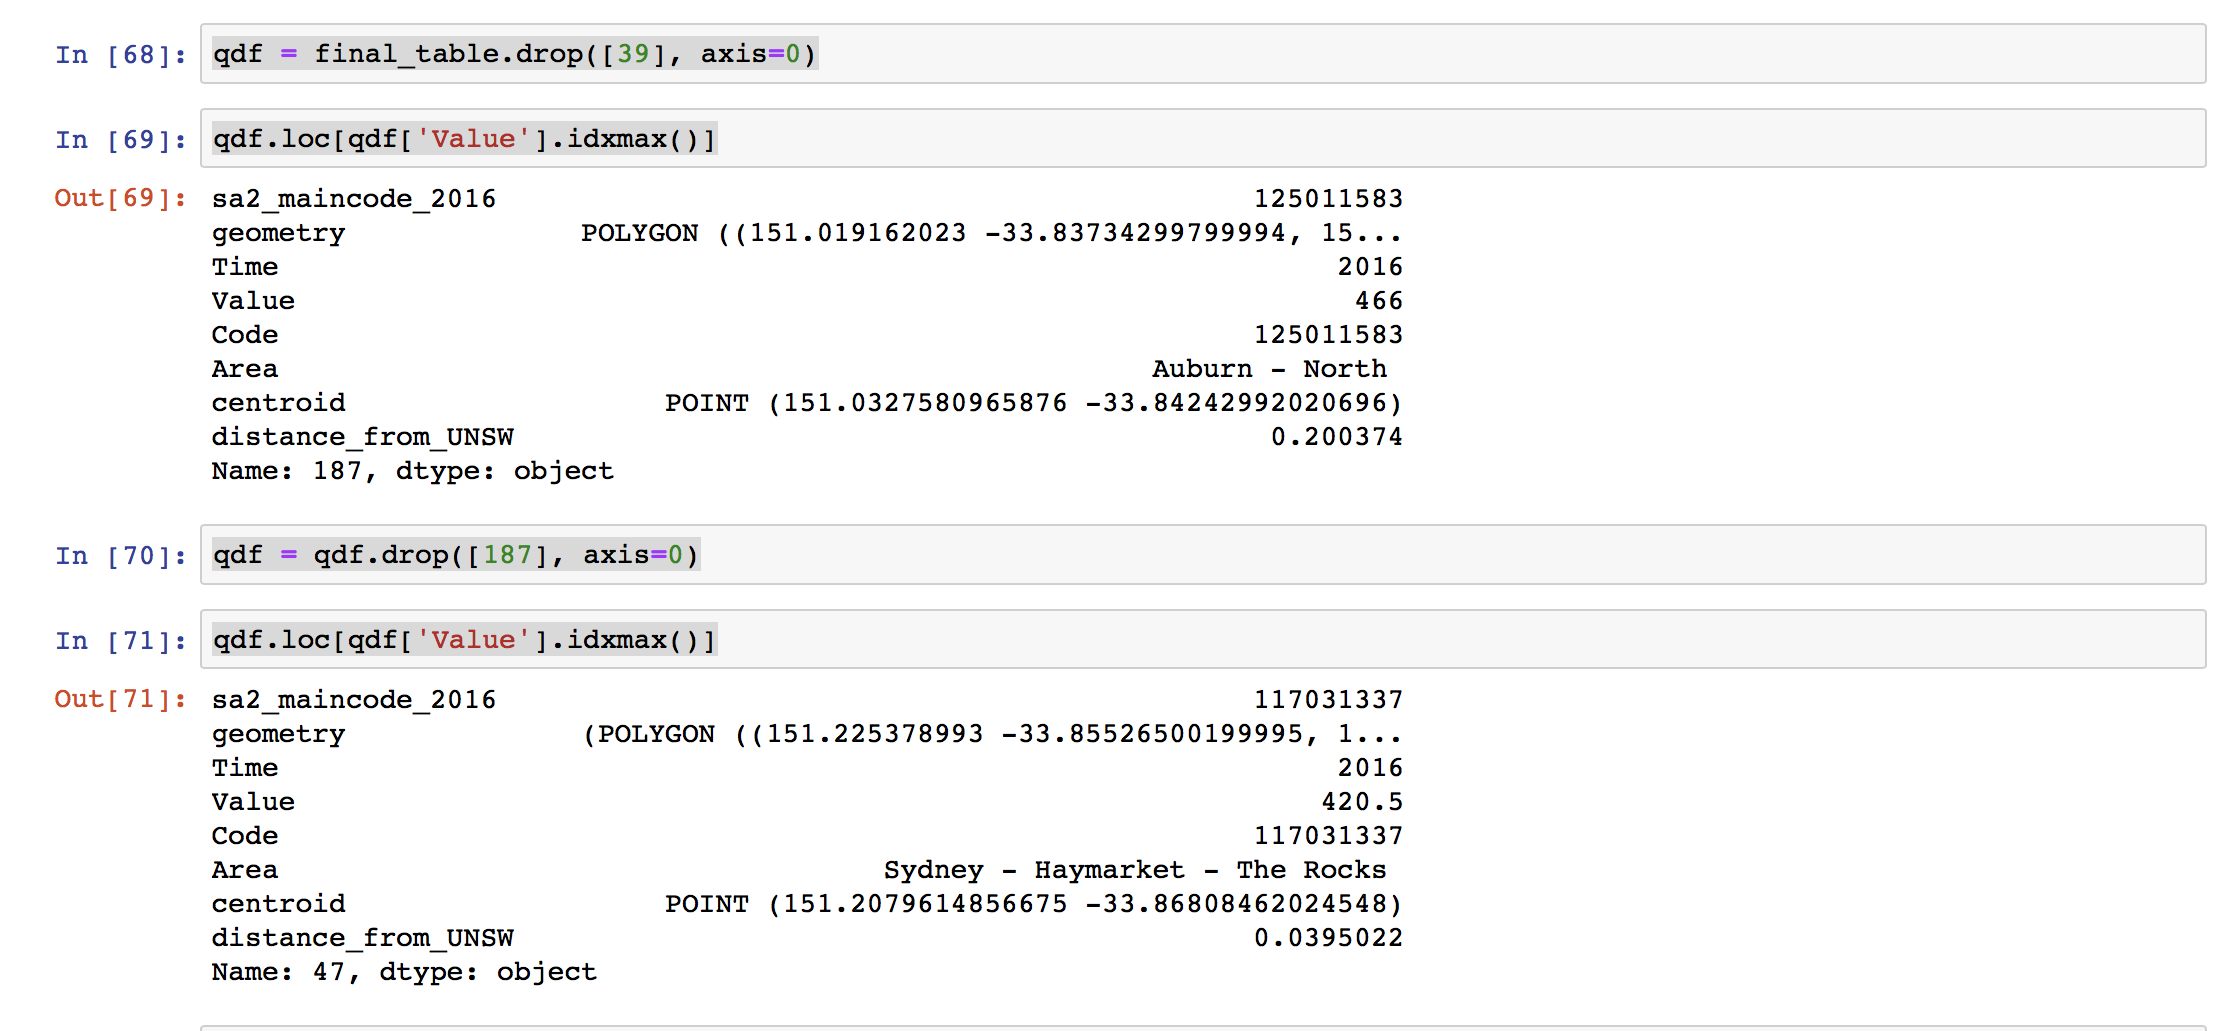 In [68]: qdf = final_table.drop([39], axis=0)
In [69]: qdf.loc[qdf['Value'].idxmax()]
Out[69]: sa2_maincode_2016 125011583
geometry POLYGON ((151.019162023 -33.83734299799994, 15...
Time 2016
Value 466
Code 125011583
Area Auburn - North
centroid POINT (151.0327580965876 -33.84242992020696)
distance_from_UNSW 0.200374
Name: 187, dtype: object
In [70]: qdf = qdf.drop([187], axis=0)
In [71]: qdf.loc[qdf['Value'].idxmax()]
Out[71]: sa2_maincode_2016 117031337
geometry (POLYGON ((151.225378993 -33.85526500199995, 1...
Time 2016
Value 420.5
Code 117031337
Area Sydney - Haymarket - The Rocks
centroid POINT (151.2079614856675 -33.86808462024548)
distance_from_UNSW 0.0395022
Name: 47, dtype: object